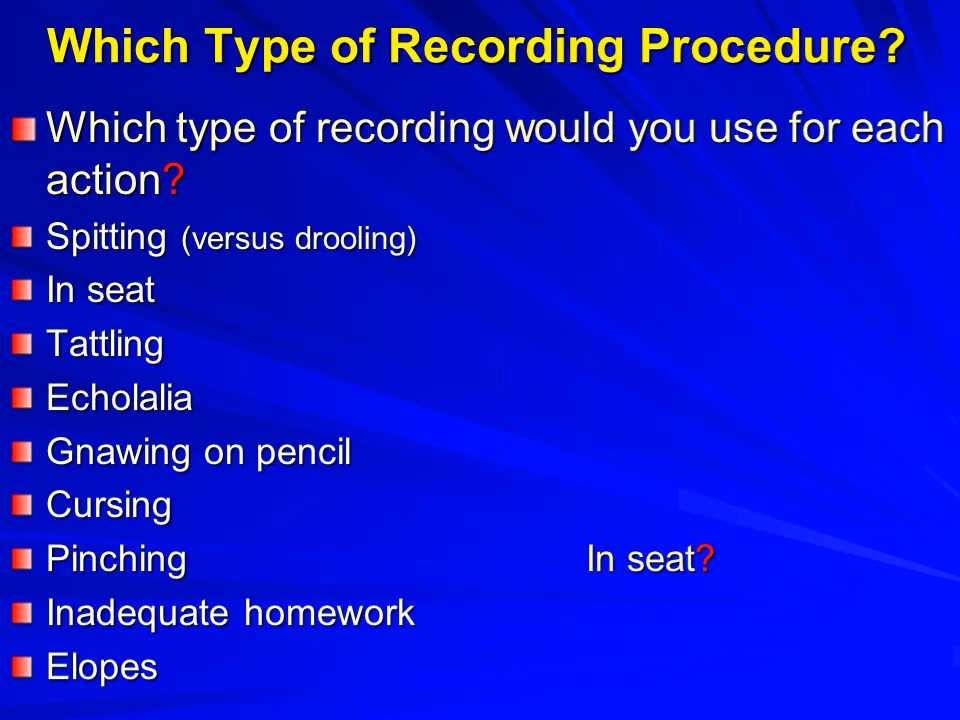 Which Type of Recording Procedure?
Which type of recording would you use for each
action?
Spitting (versus drooling)
In seat
Tattling
Echolalia
Gnawing on pencil
Cursing
Pinching In seat?
Inadequate homework
Elopes